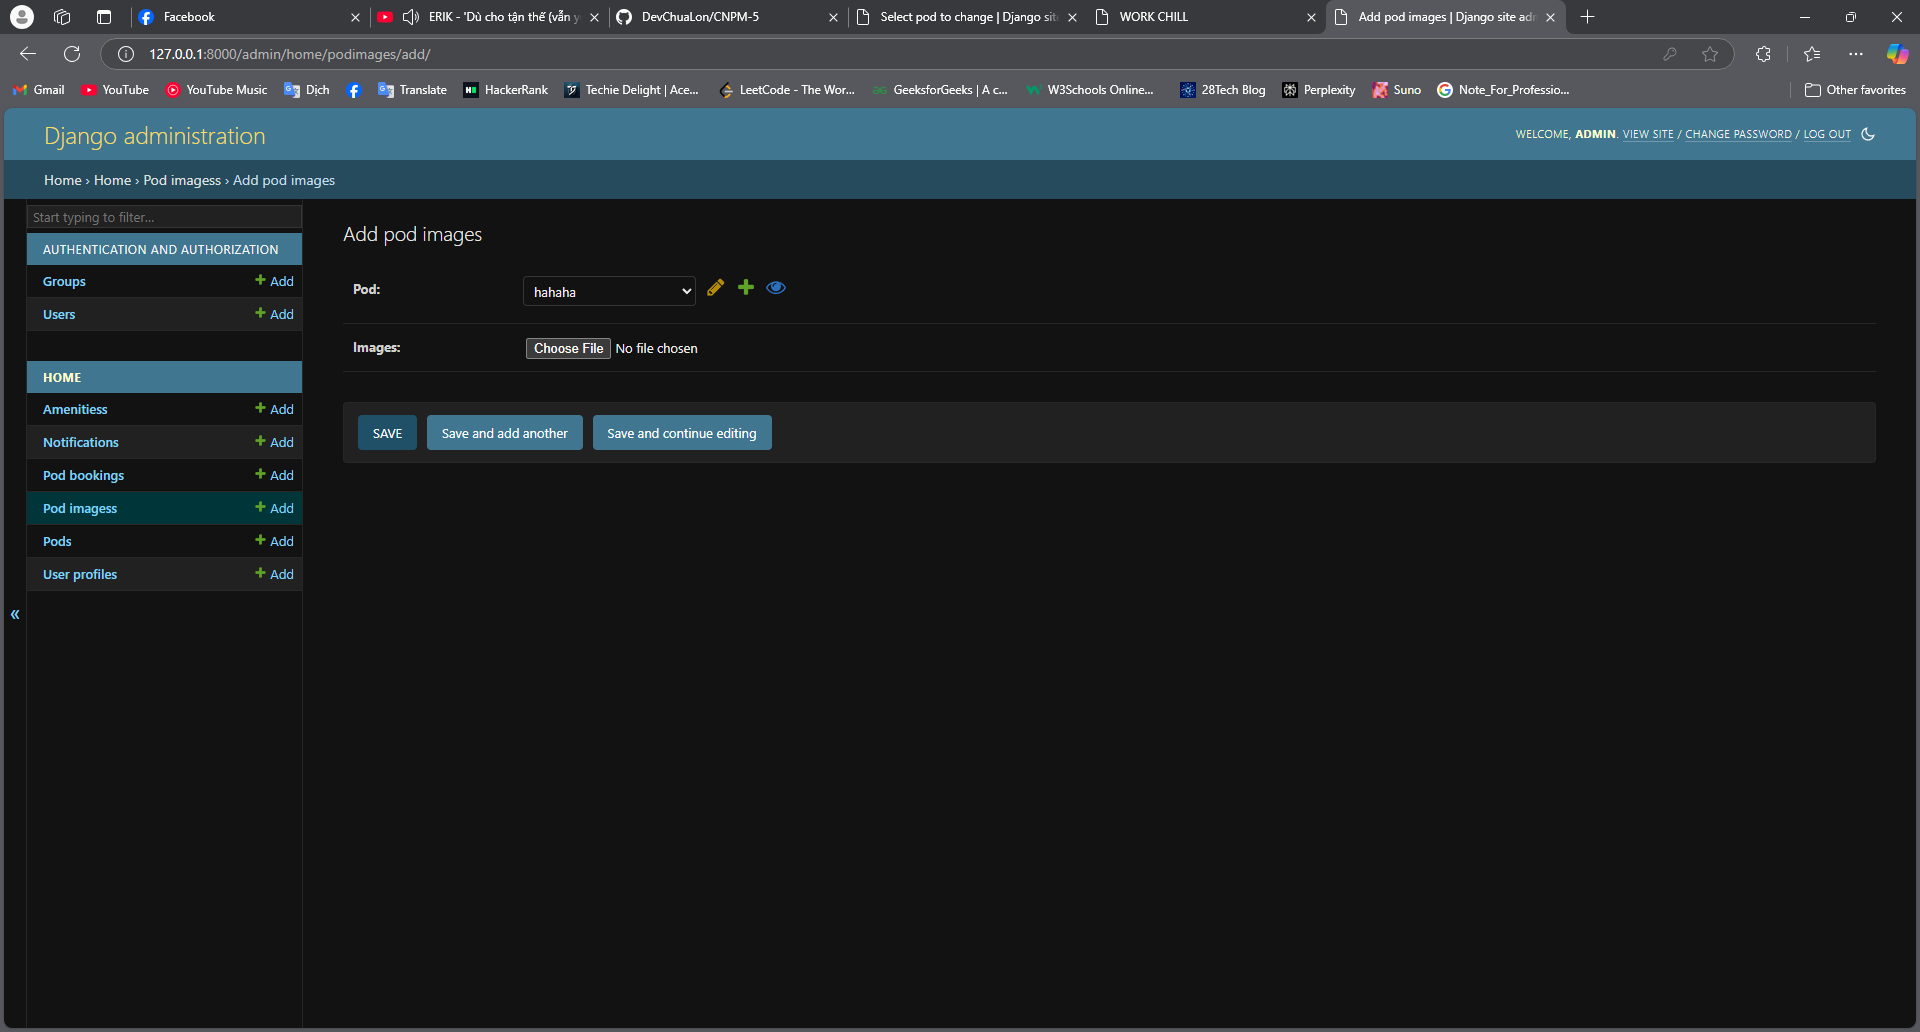 Facebook
ERIK - 'Dù cho tận thế (vẫn y
DevChuaLon/CNPM-5
Select pod to change | Django sit
WORK CHILL
Add pod images | Django site adm
127.0.0.1:8000/admin/home/podimages/add/
Gmail
YouTube
YouTube Music
Dịch
Translate
HackerRank
Techie Delight | Ace...
LeetCode - The Wor...
GeeksforGeeks | A c...
W3Schools Online...
28Tech Blog
Perplexity
Suno
Note_For_Professio...
Other favorites
Django administration
WELCOME, ADMIN. VIEW SITE / CHANGE PASSWORD / LOG OUT
Home › Home › Pod imagess › Add pod images
Start typing to filter...
AUTHENTICATION AND AUTHORIZATION
Groups Add
Users Add
HOME
Amenitiess Add
Notifications Add
Pod bookings Add
Pod imagess Add
Pods Add
User profiles Add
«
Add pod images
Pod: hahaha
Images: Choose File No file chosen
SAVE Save and add another Save and continue editing